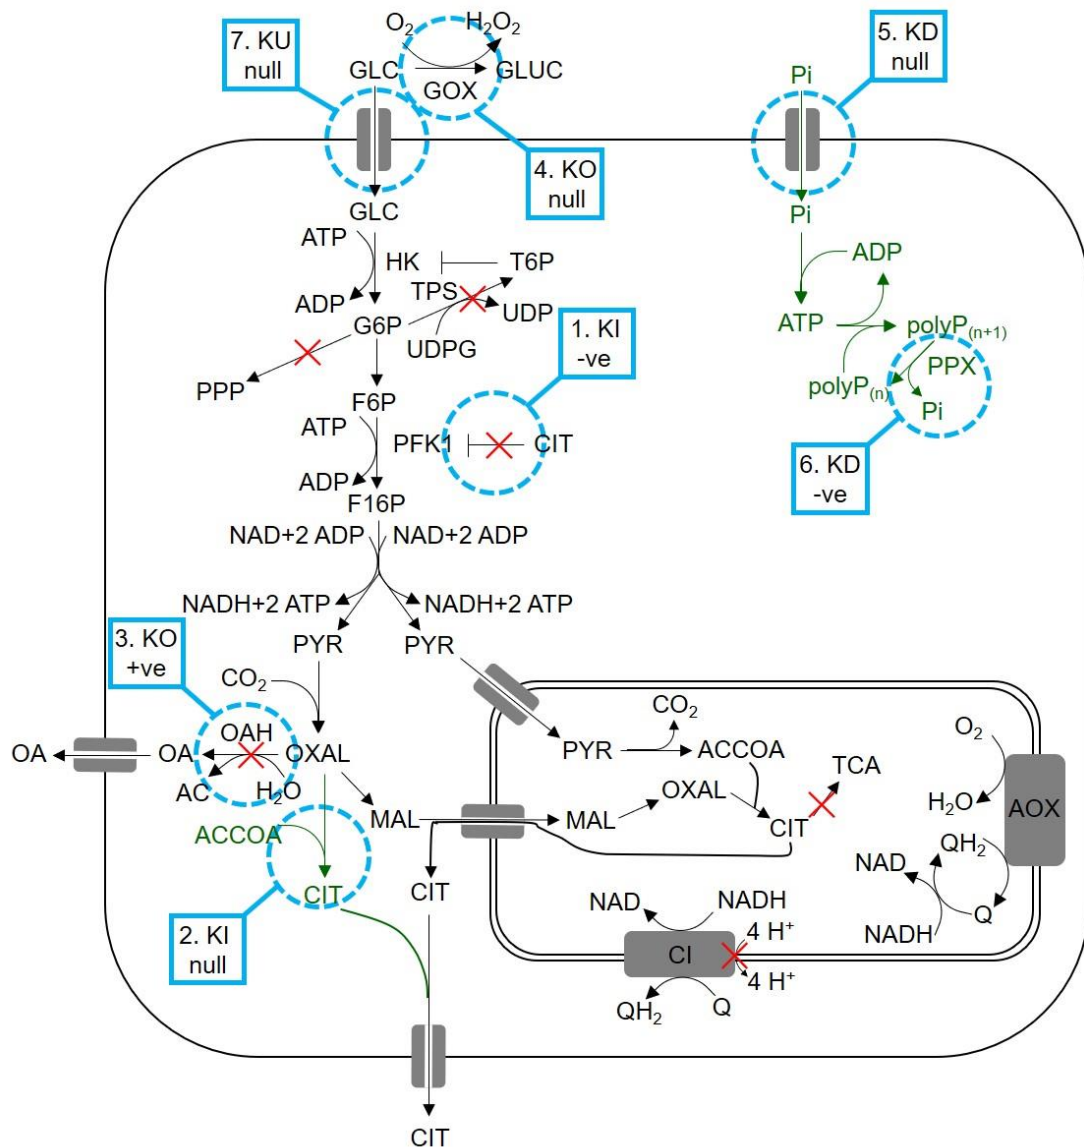 O2 H2O2
7. KU
null
GLC GLUC
GOX
5. KD
null
Pi
4. KO
null
GLC
Pi
ATP
HK T6P
TPS
ADP
G6P
UDP
UDPG
PPP
1. KI
-ve
ADP
ATP
polyP(n+1)
PPX
polyP(n)
Pi
F6P
ATP
PFK1 CIT
ADP
F16P
6. KD
-ve
NAD+2 ADP NAD+2 ADP
NADH+2 ATP NADH+2 ATP
PYR PYR
3. KO
+ve
CO2
OAH
OA OA OXAL
AC H2O
MAL
ACCOA
CIT
CIT
2. KI
null
CO2
PYR ACCOA
TCA
OXAL
MAL
CIT
O2
H2O
AOX
QH2
NAD
Q
NADH
NAD NADH
4 H+
CI
4 H+
QH2 Q
CIT